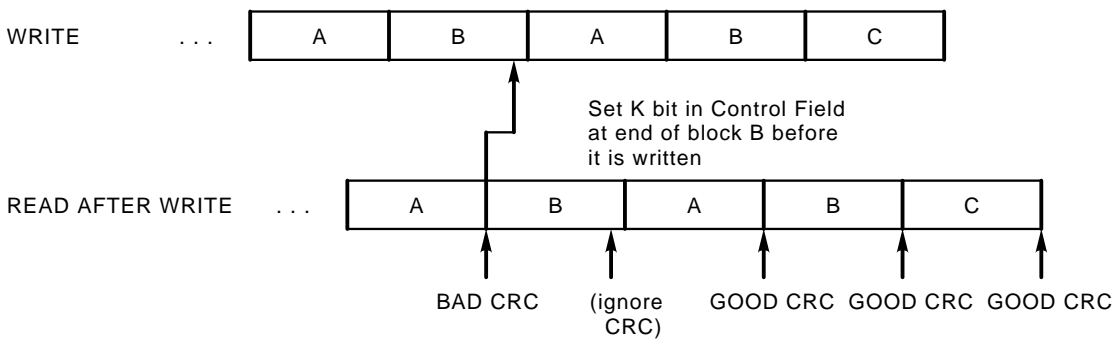 WRITE . . . A B A B C
Set K bit in Control Field
at end of block B before
it is written
READ AFTER WRITE . . . A B A B C
BAD CRC (ignore GOOD CRC GOOD CRC GOOD CRC
CRC)